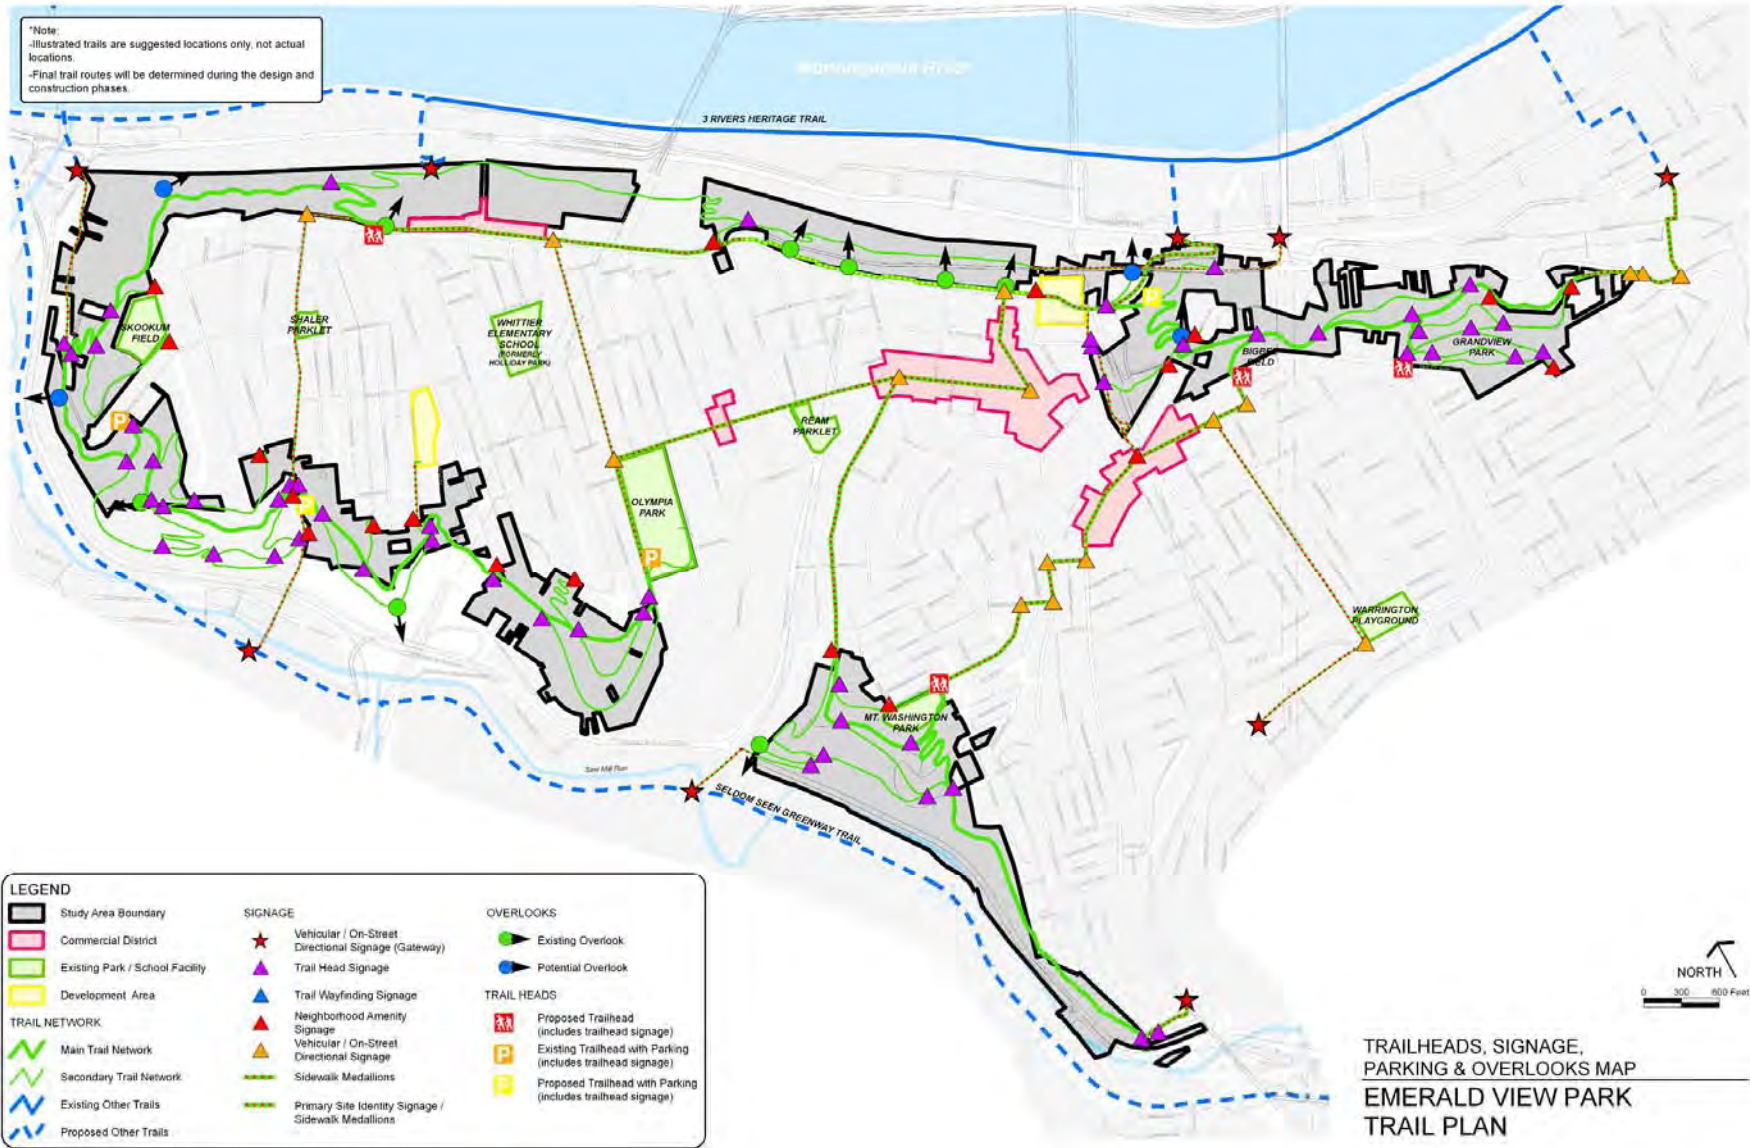 *Note:
-Illustrated trails are suggested locations only, not actual
locations.
-Final trail routes will be determined during the design and
construction phases.
Monongahela River
3 RIVERS HERITAGE TRAIL
SKOOKUM
FIELD
SHALER
PARKLET
WHITTIER
ELEMENTARY
SCHOOL
(FORMERLY
HOLLIDAY PARK)
BIGBEE
FIELD
GRANDVIEW
PARK
REAM
PARKLET
OLYMPIA
PARK
WARRINGTON
PLAYGROUND
MT. WASHINGTON
PARK
Saw Mill Run
SELDOM SEEN GREENWAY TRAIL
LEGEND
Study Area Boundary
Commercial District
Existing Park / School Facility
Development Area
TRAIL NETWORK
Main Trail Network
Secondary Trail Network
Existing Other Trails
Proposed Other Trails
SIGNAGE
Vehicular / On-Street
Directional Signage (Gateway)
Trail Head Signage
Trail Wayfinding Signage
Neighborhood Amenity
Signage
Vehicular / On-Street
Directional Signage
Sidewalk Medallions
Primary Site Identity Signage /
Sidewalk Medallions
OVERLOOKS
Existing Overlook
Potential Overlook
TRAIL HEADS
Proposed Trailhead
(includes trailhead signage)
P
Existing Trailhead with Parking
(includes trailhead signage)
P
Proposed Trailhead with Parking
(includes trailhead signage)
NORTH
0 300 600 Feet
TRAILHEADS, SIGNAGE,
PARKING & OVERLOOKS MAP
EMERALD VIEW PARK
TRAIL PLAN